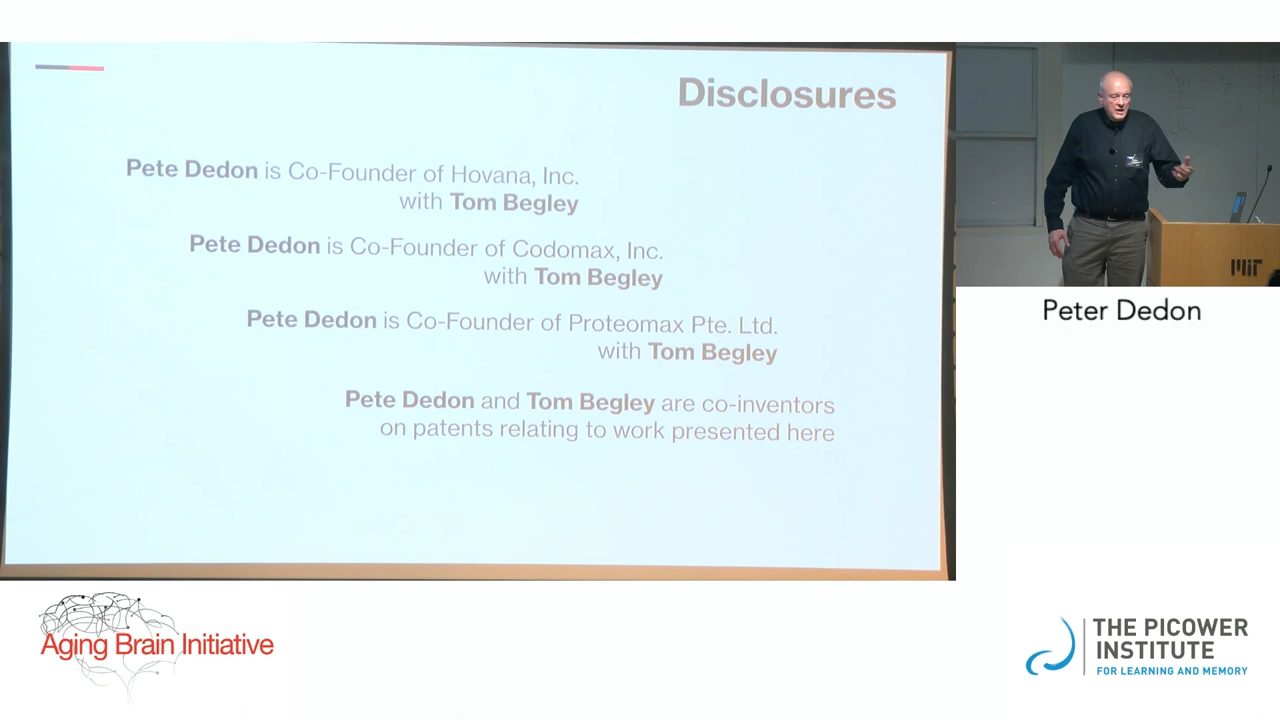 Disclosures
Pete Dedon is Co-Founder of Hovana, Inc.
with Tom Begley
Pete Dedon is Co-Founder of Codomax, Inc.
with Tom Begley
Pete Dedon is Co-Founder of Proteomax Pte. Ltd.
with Tom Begley
Pete Dedon and Tom Begley are co-inventors
on patents relating to work presented here
MIT
Peter Dedon
Aging Brain Initiative
THE PICOWER
INSTITUTE
FOR LEARNING AND MEMORY